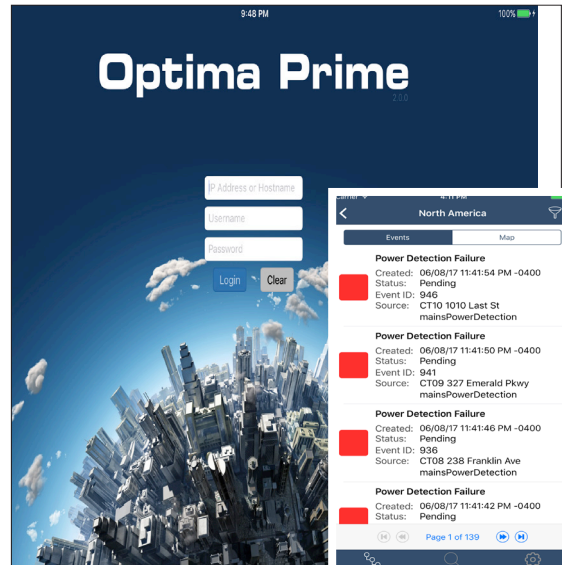 9:48 PM
100%
Optima Prime
2.0.0
IP Address or Hostname
Username
Password
Login
Clear
Carrier
4:11 PM
North America
Events
Map
Power Detection Failure
Created: 06/08/17 11:41:54 PM -0400
Status: Pending
Event ID: 946
Source: CT10 1010 Last St
mainsPowerDetection
Power Detection Failure
Created: 06/08/17 11:41:50 PM -0400
Status: Pending
Event ID: 941
Source: CT09 327 Emerald Pkwy
mainsPowerDetection
Power Detection Failure
Created: 06/08/17 11:41:46 PM -0400
Status: Pending
Event ID: 936
Source: CT08 238 Franklin Ave
mainsPowerDetection
Power Detection Failure
Created: 06/08/17 11:41:42 PM -0400
Status: Pending
Page 1 of 139